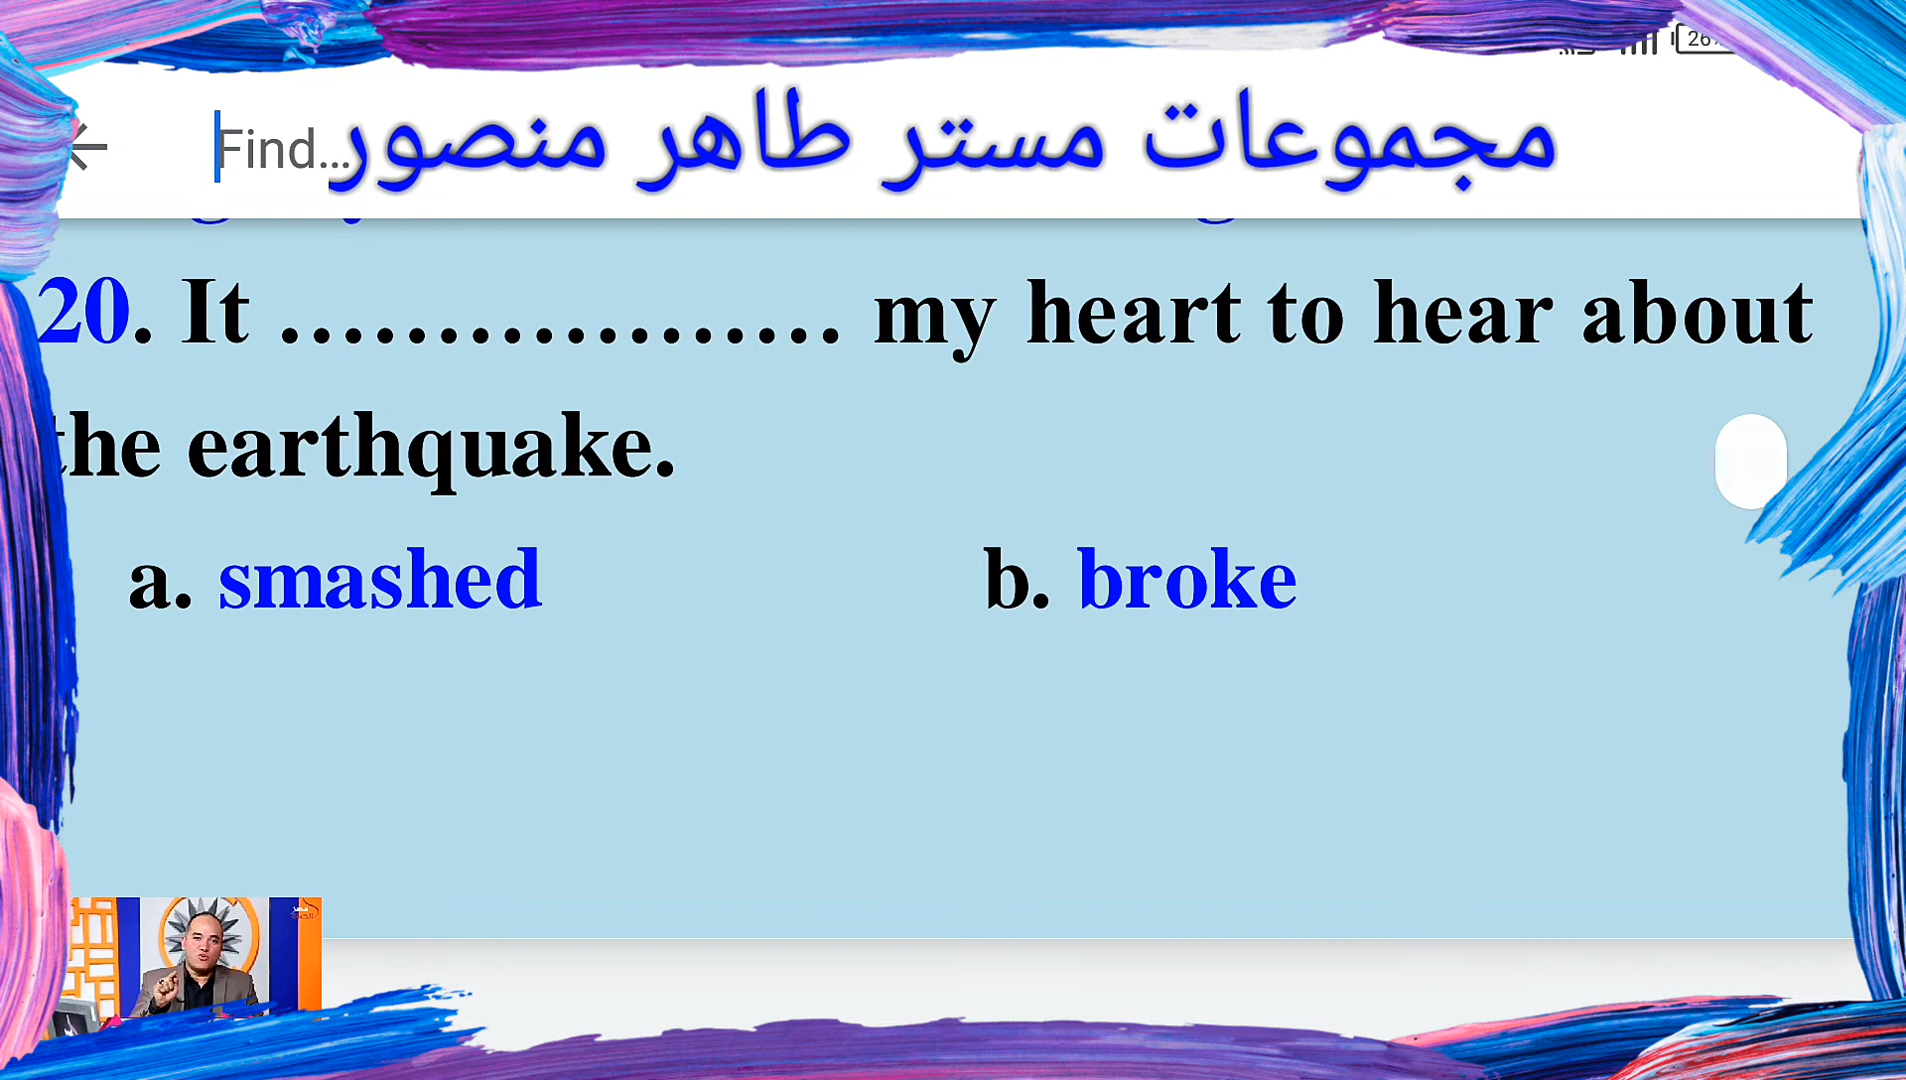 Find...
مجموعات مستر طاهر منصور
20. It .................. my heart to hear about
the earthquake.
a. smashed b. broke